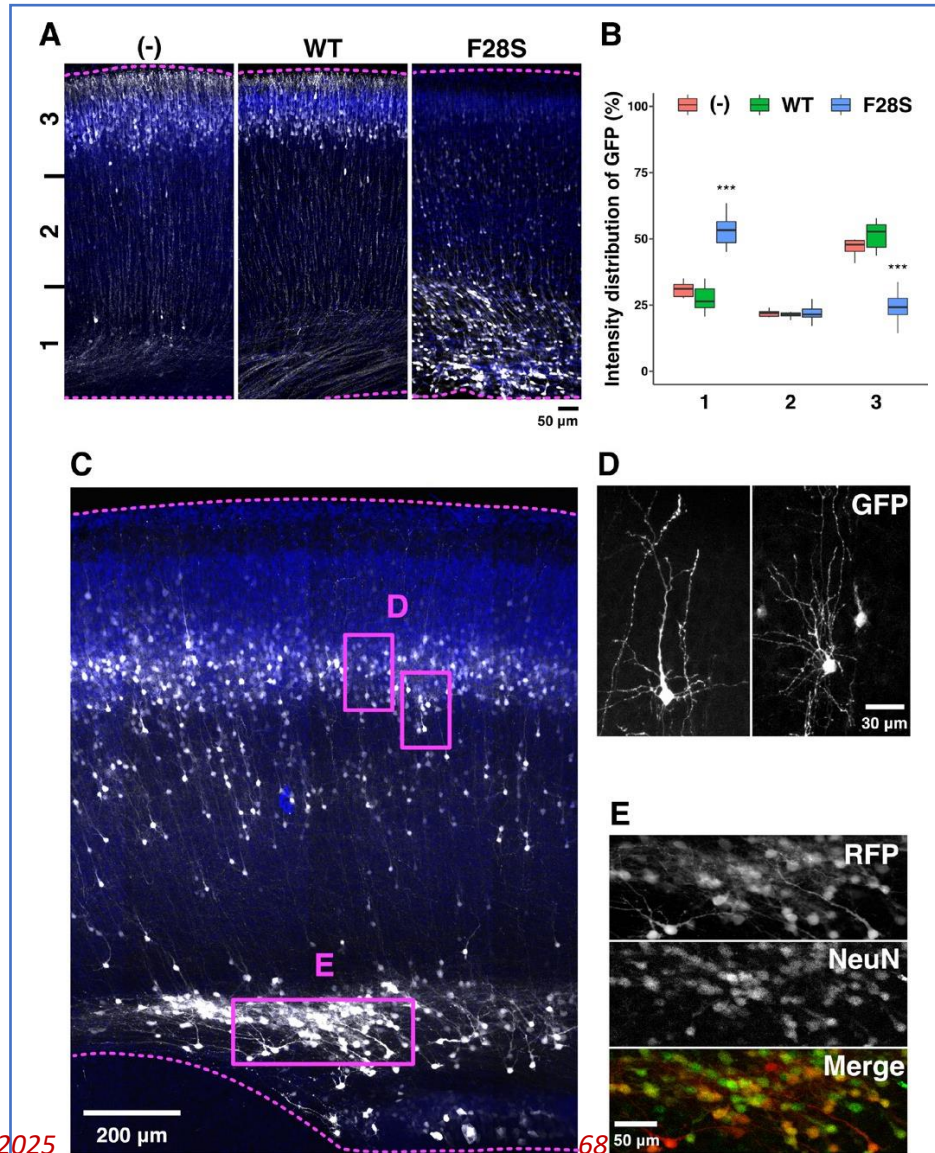 A
(-)
WT
F28S
3
2
1
50 µm
B
Intensity distribution of GFP (%)
(-) WT F28S
100
75
50
25
0
***
***
1 2 3
C
D
E
200 µm
D
GFP
30 µm
E
RFP
NeuN
Merge
50 µm
2025
68